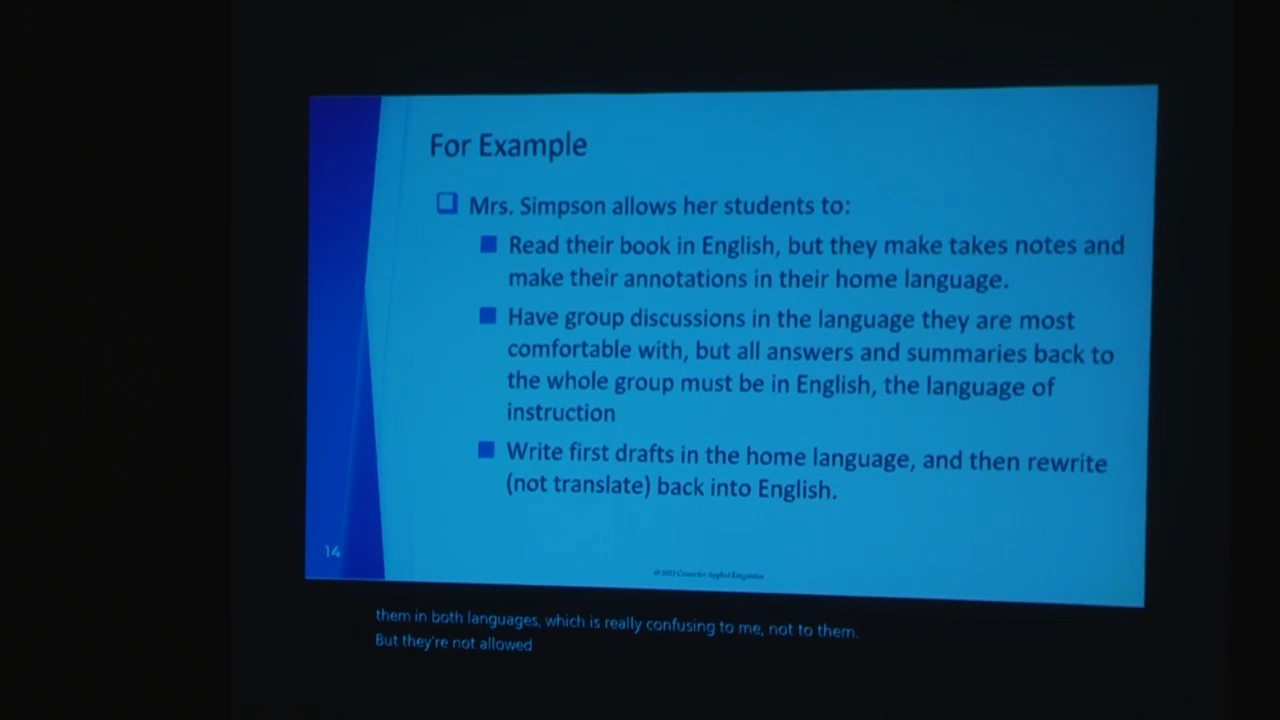 For Example
Mrs. Simpson allows her students to:
Read their book in English, but they make takes notes and
make their annotations in their home language.
Have group discussions in the language they are most
comfortable with, but all answers and summaries back to
the whole group must be in English, the language of
instruction
Write first drafts in the home language, and then rewrite
(not translate) back into English.
14
Center for Applied Linguistics
them in both languages, which is really confusing to me, not to them.
But they're not allowed